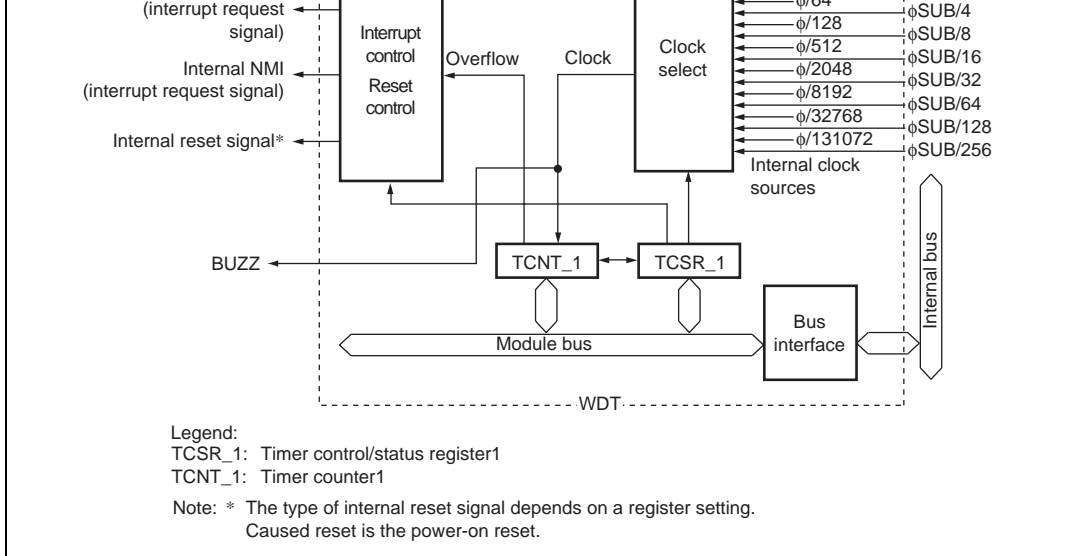 (interrupt request
signal)
Internal NMI
(interrupt request signal)
Internal reset signal*
BUZZ
Interrupt
control
Reset
control
Overflow
Clock
Clock
select
ϕ/64
ϕ/128
ϕ/512
ϕ/2048
ϕ/8192
ϕ/32768
ϕ/131072
Internal clock
sources
ϕSUB/4
ϕSUB/8
ϕSUB/16
ϕSUB/32
ϕSUB/64
ϕSUB/128
ϕSUB/256
TCNT_1
TCSR_1
Module bus
Bus
interface
Internal bus
WDT
Legend:
TCSR_1: Timer control/status register1
TCNT_1: Timer counter1
Note: * The type of internal reset signal depends on a register setting.
Caused reset is the power-on reset.